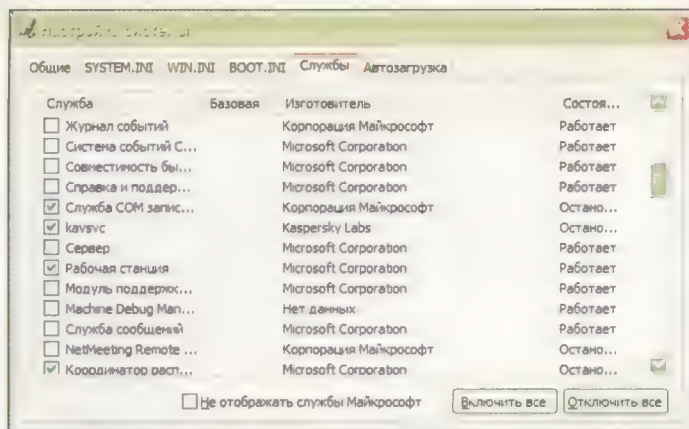 Общие SYSTEM.INI WIN.INI BOOT.INI Службы Автозагрузка
Служба Базовая Изготовитель Состоя...
Журнал событий Корпорация Майкрософт Работает
Система событий C... Microsoft Corporation Работает
Совместимость бы... Microsoft Corporation Работает
Справка и поддер... Microsoft Corporation Работает
Служба COM запис... Корпорация Майкрософт Остано...
kavsvc Kaspersky Labs Остано...
Сервер Microsoft Corporation Работает
Рабочая станция Microsoft Corporation Работает
Модуль поддержк... Microsoft Corporation Работает
Machine Debug Man... Нет данных Работает
Служба сообщений Microsoft Corporation Работает
NetMeeting Remote ... Корпорация Майкрософт Остано...
Координатор расп... Microsoft Corporation Остано...
Не отображать службы Майкрософт Включить все Отключить все